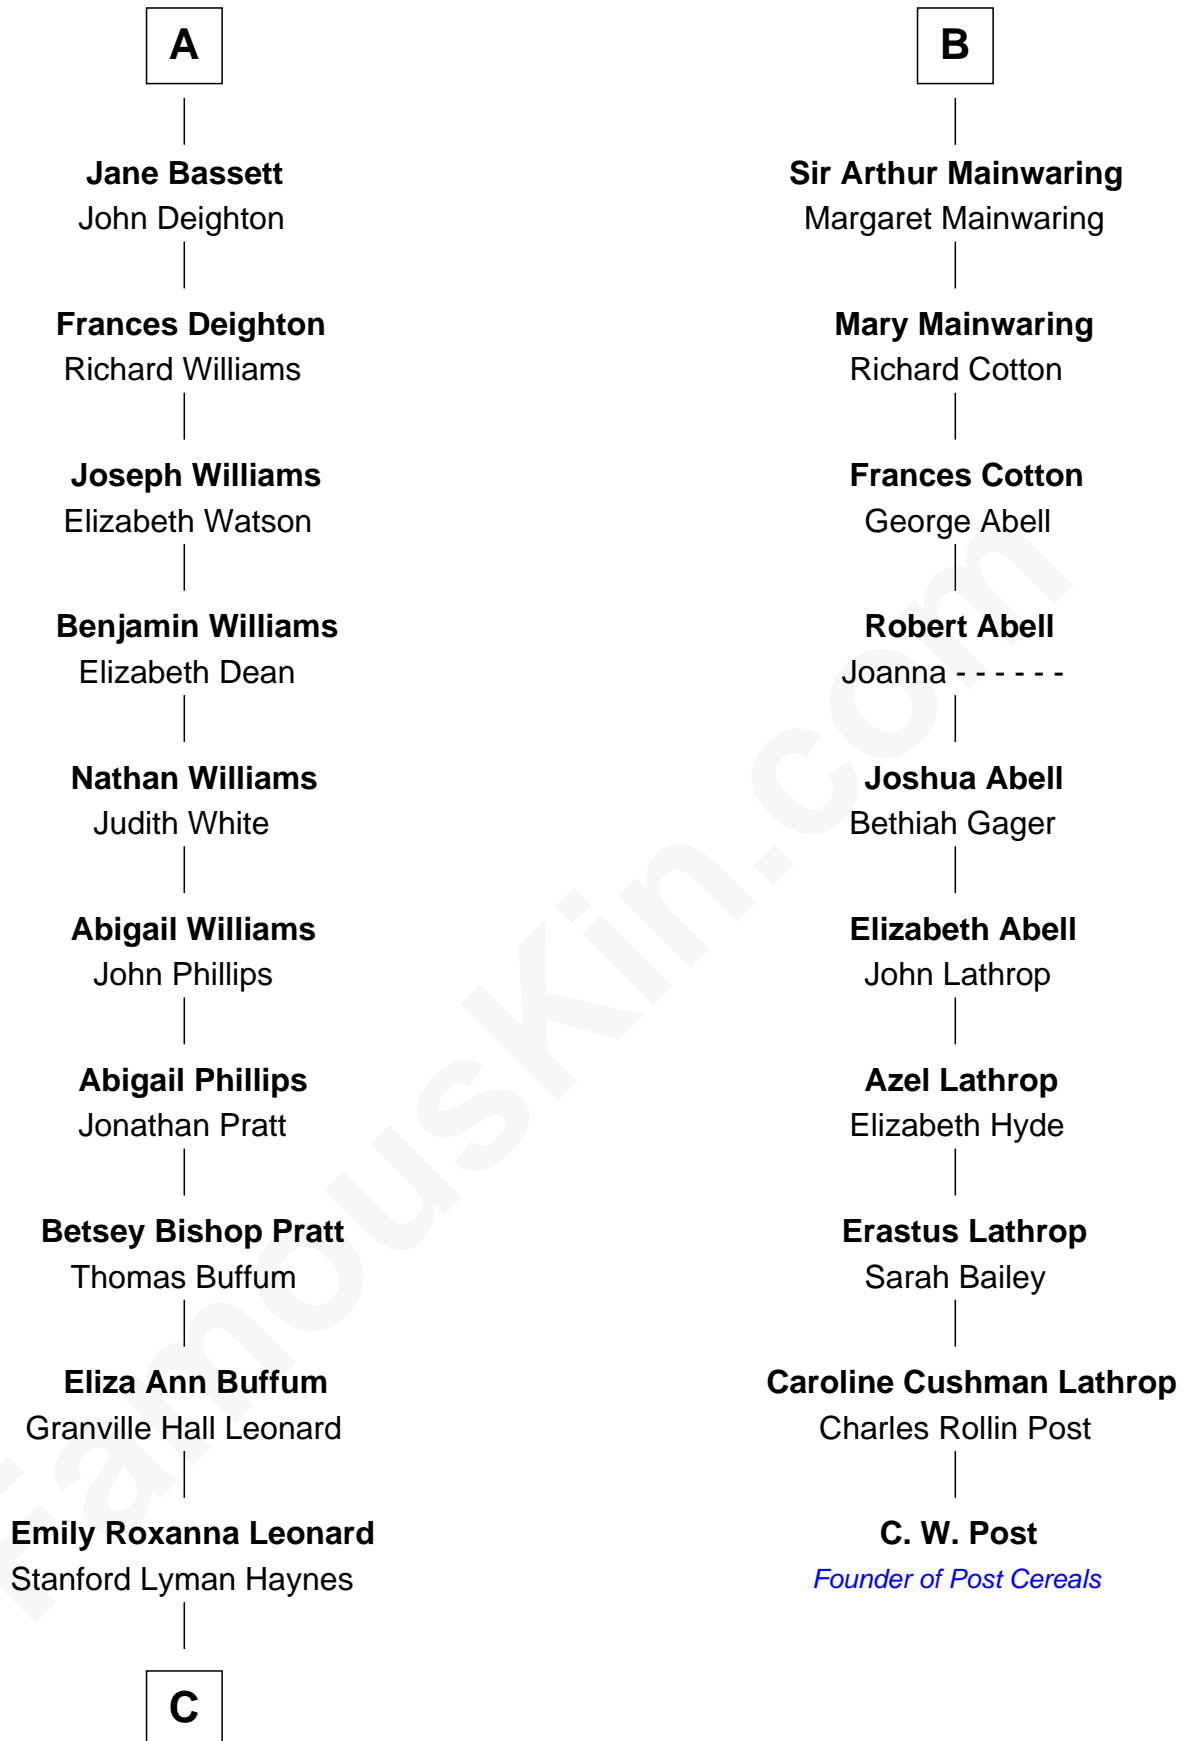 A
Jane Bassett
John Deighton
Frances Deighton
Richard Williams
Joseph Williams
Elizabeth Watson
Benjamin Williams
Elizabeth Dean
Nathan Williams
Judith White
Abigail Williams
John Phillips
Abigail Phillips
Jonathan Pratt
Betsey Bishop Pratt
Thomas Buffum
Eliza Ann Buffum
Granville Hall Leonard
Emily Roxanna Leonard
Stanford Lyman Haynes
C
B
Sir Arthur Mainwaring
Margaret Mainwaring
Mary Mainwaring
Richard Cotton
Frances Cotton
George Abell
Robert Abell
Joanna - - - - - -
Joshua Abell
Bethiah Gager
Elizabeth Abell
John Lathrop
Azel Lathrop
Elizabeth Hyde
Erastus Lathrop
Sarah Bailey
Caroline Cushman Lathrop
Charles Rollin Post
C. W. Post
Founder of Post Cereals
FamousKin.com